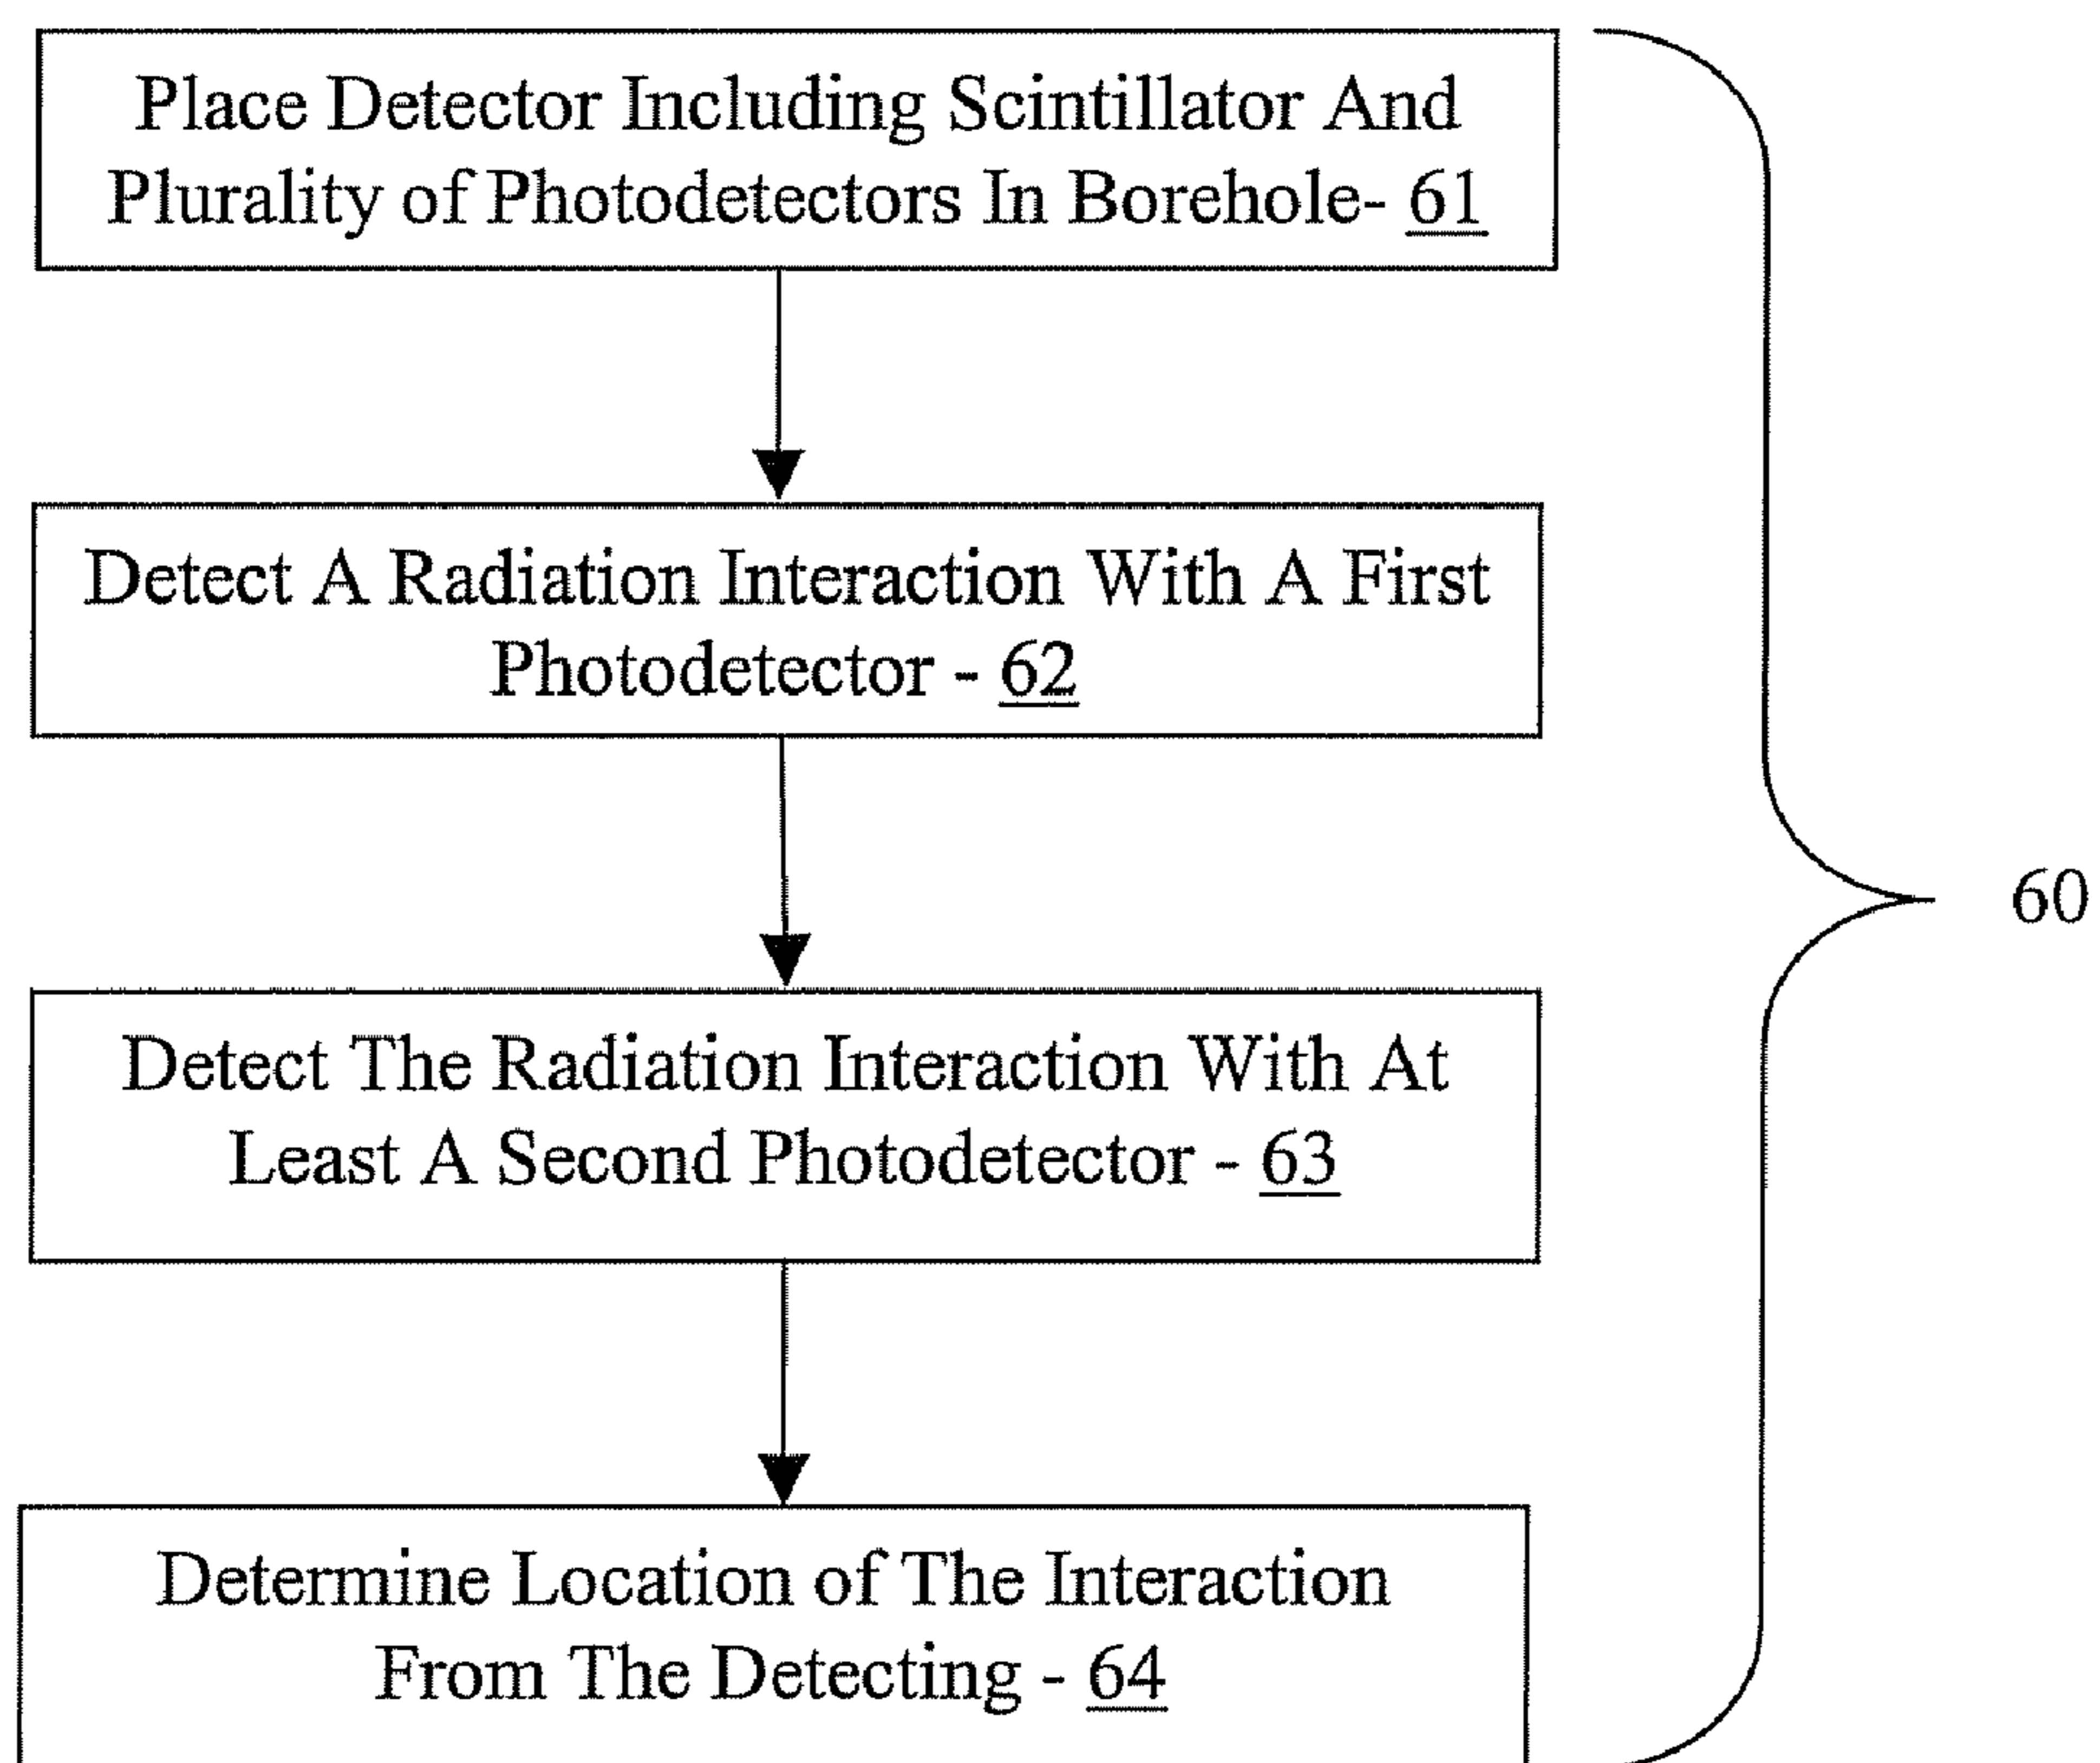 Place Detector Including Scintillator And
Plurality of Photodetectors In Borehole- 61
Detect A Radiation Interaction With A First
Photodetector - 62
Detect The Radiation Interaction With At
Least A Second Photodetector - 63
60
Determine Location of The Interaction
From The Detecting - 64